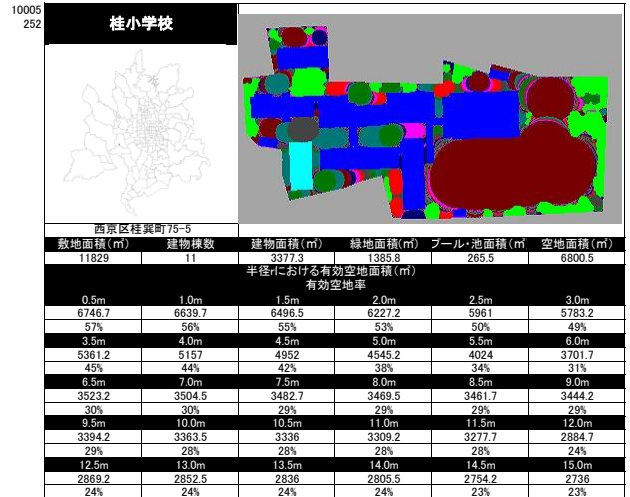 10005
252
桂小学校
西京区桂巽町75-5
敷地面積(㎡) 建物棟数 建物面積(㎡) 緑地面積(㎡) プール・池面積(㎡ 空地面積(㎡)
11829 11 3377.3 1385.8 265.5 6800.5
半径rにおける有効空地面積(㎡)
有効空地率
0.5m 1.0m 1.5m 2.0m 2.5m 3.0m
6746.7 6639.7 6496.5 6227.2 5961 5783.2
57% 56% 55% 53% 50% 49%
3.5m 4.0m 4.5m 5.0m 5.5m 6.0m
5361.2 5157 4952 4545.2 4024 3701.7
45% 44% 42% 38% 34% 31%
6.5m 7.0m 7.5m 8.0m 8.5m 9.0m
3523.2 3504.5 3482.7 3469.5 3461.7 3444.2
30% 30% 29% 29% 29% 29%
9.5m 10.0m 10.5m 11.0m 11.5m 12.0m
3394.2 3363.5 3336 3309.2 3277.7 2884.7
29% 28% 28% 28% 28% 24%
12.5m 13.0m 13.5m 14.0m 14.5m 15.0m
2869.2 2852.5 2836 2805.5 2754.2 2736
24% 24% 24% 24% 23% 23%